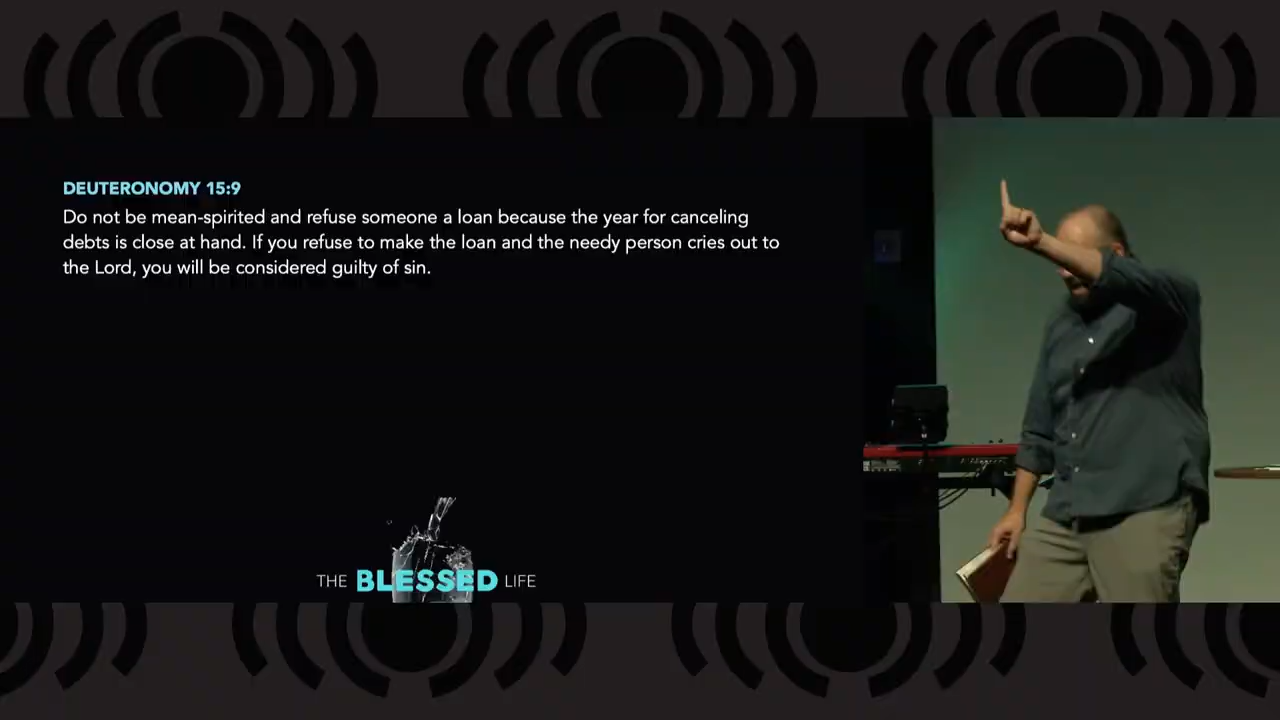 DEUTERONOMY 15:9
Do not be mean-spirited and refuse someone a loan because the year for canceling
debts is close at hand. If you refuse to make the loan and the needy person cries out to
the Lord, you will be considered guilty of sin.
THE BLESSED LIFE